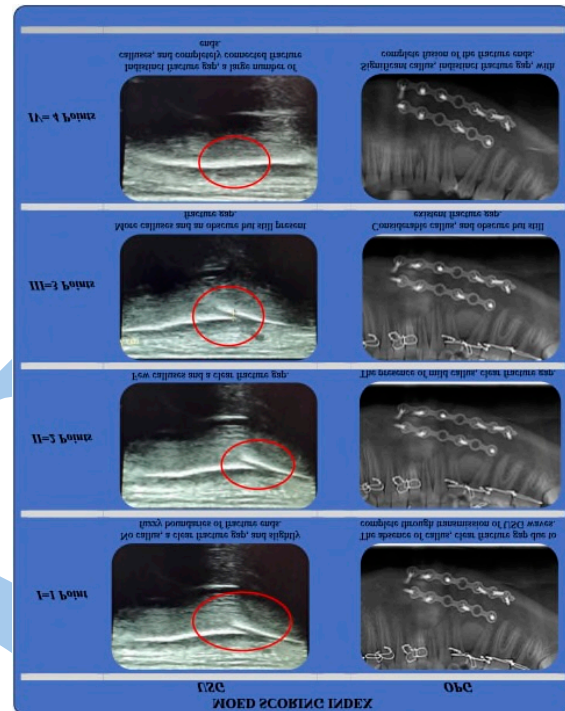 MOED SCORING INDEX
USG
OPG
I=1 Point
No callus, a clear fracture gap, and slightly
fuzzy boundaries of fracture ends.
The absence of callus, clear fracture gap due to
complete through transmission of USG waves.
II=2 Points
Few calluses and a clear fracture gap.
The presence of mild callus, clear fracture gap.
III=3 Points
More calluses and an obscure but still present
fracture gap.
Considerable callus, and obscure but still
existent fracture gap.
IV= 4 Points
Indistinct fracture gap, a large number of
calluses, and completely connected fracture
ends.
Significant callus, indistinct fracture gap, with
complete fusion of the fracture ends.